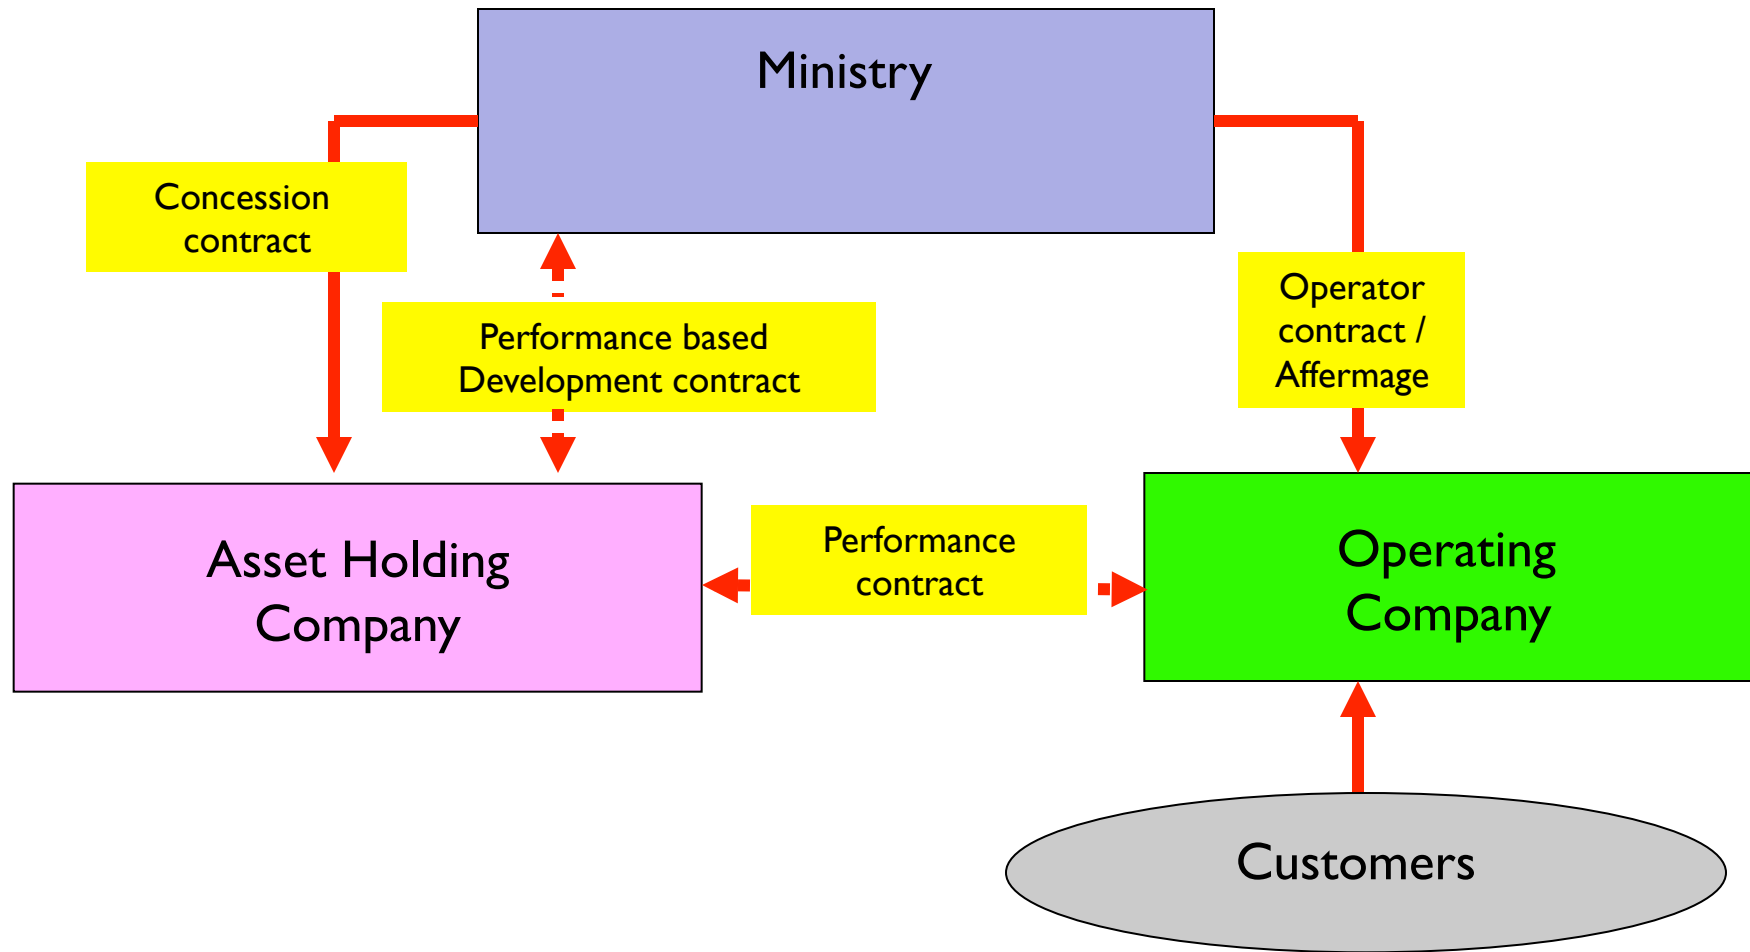 Ministry
Concession
contract
Operator
contract /
Affermage
Performance based
Development contract
Performance
contract
Asset Holding
Company
Operating
Company
Customers